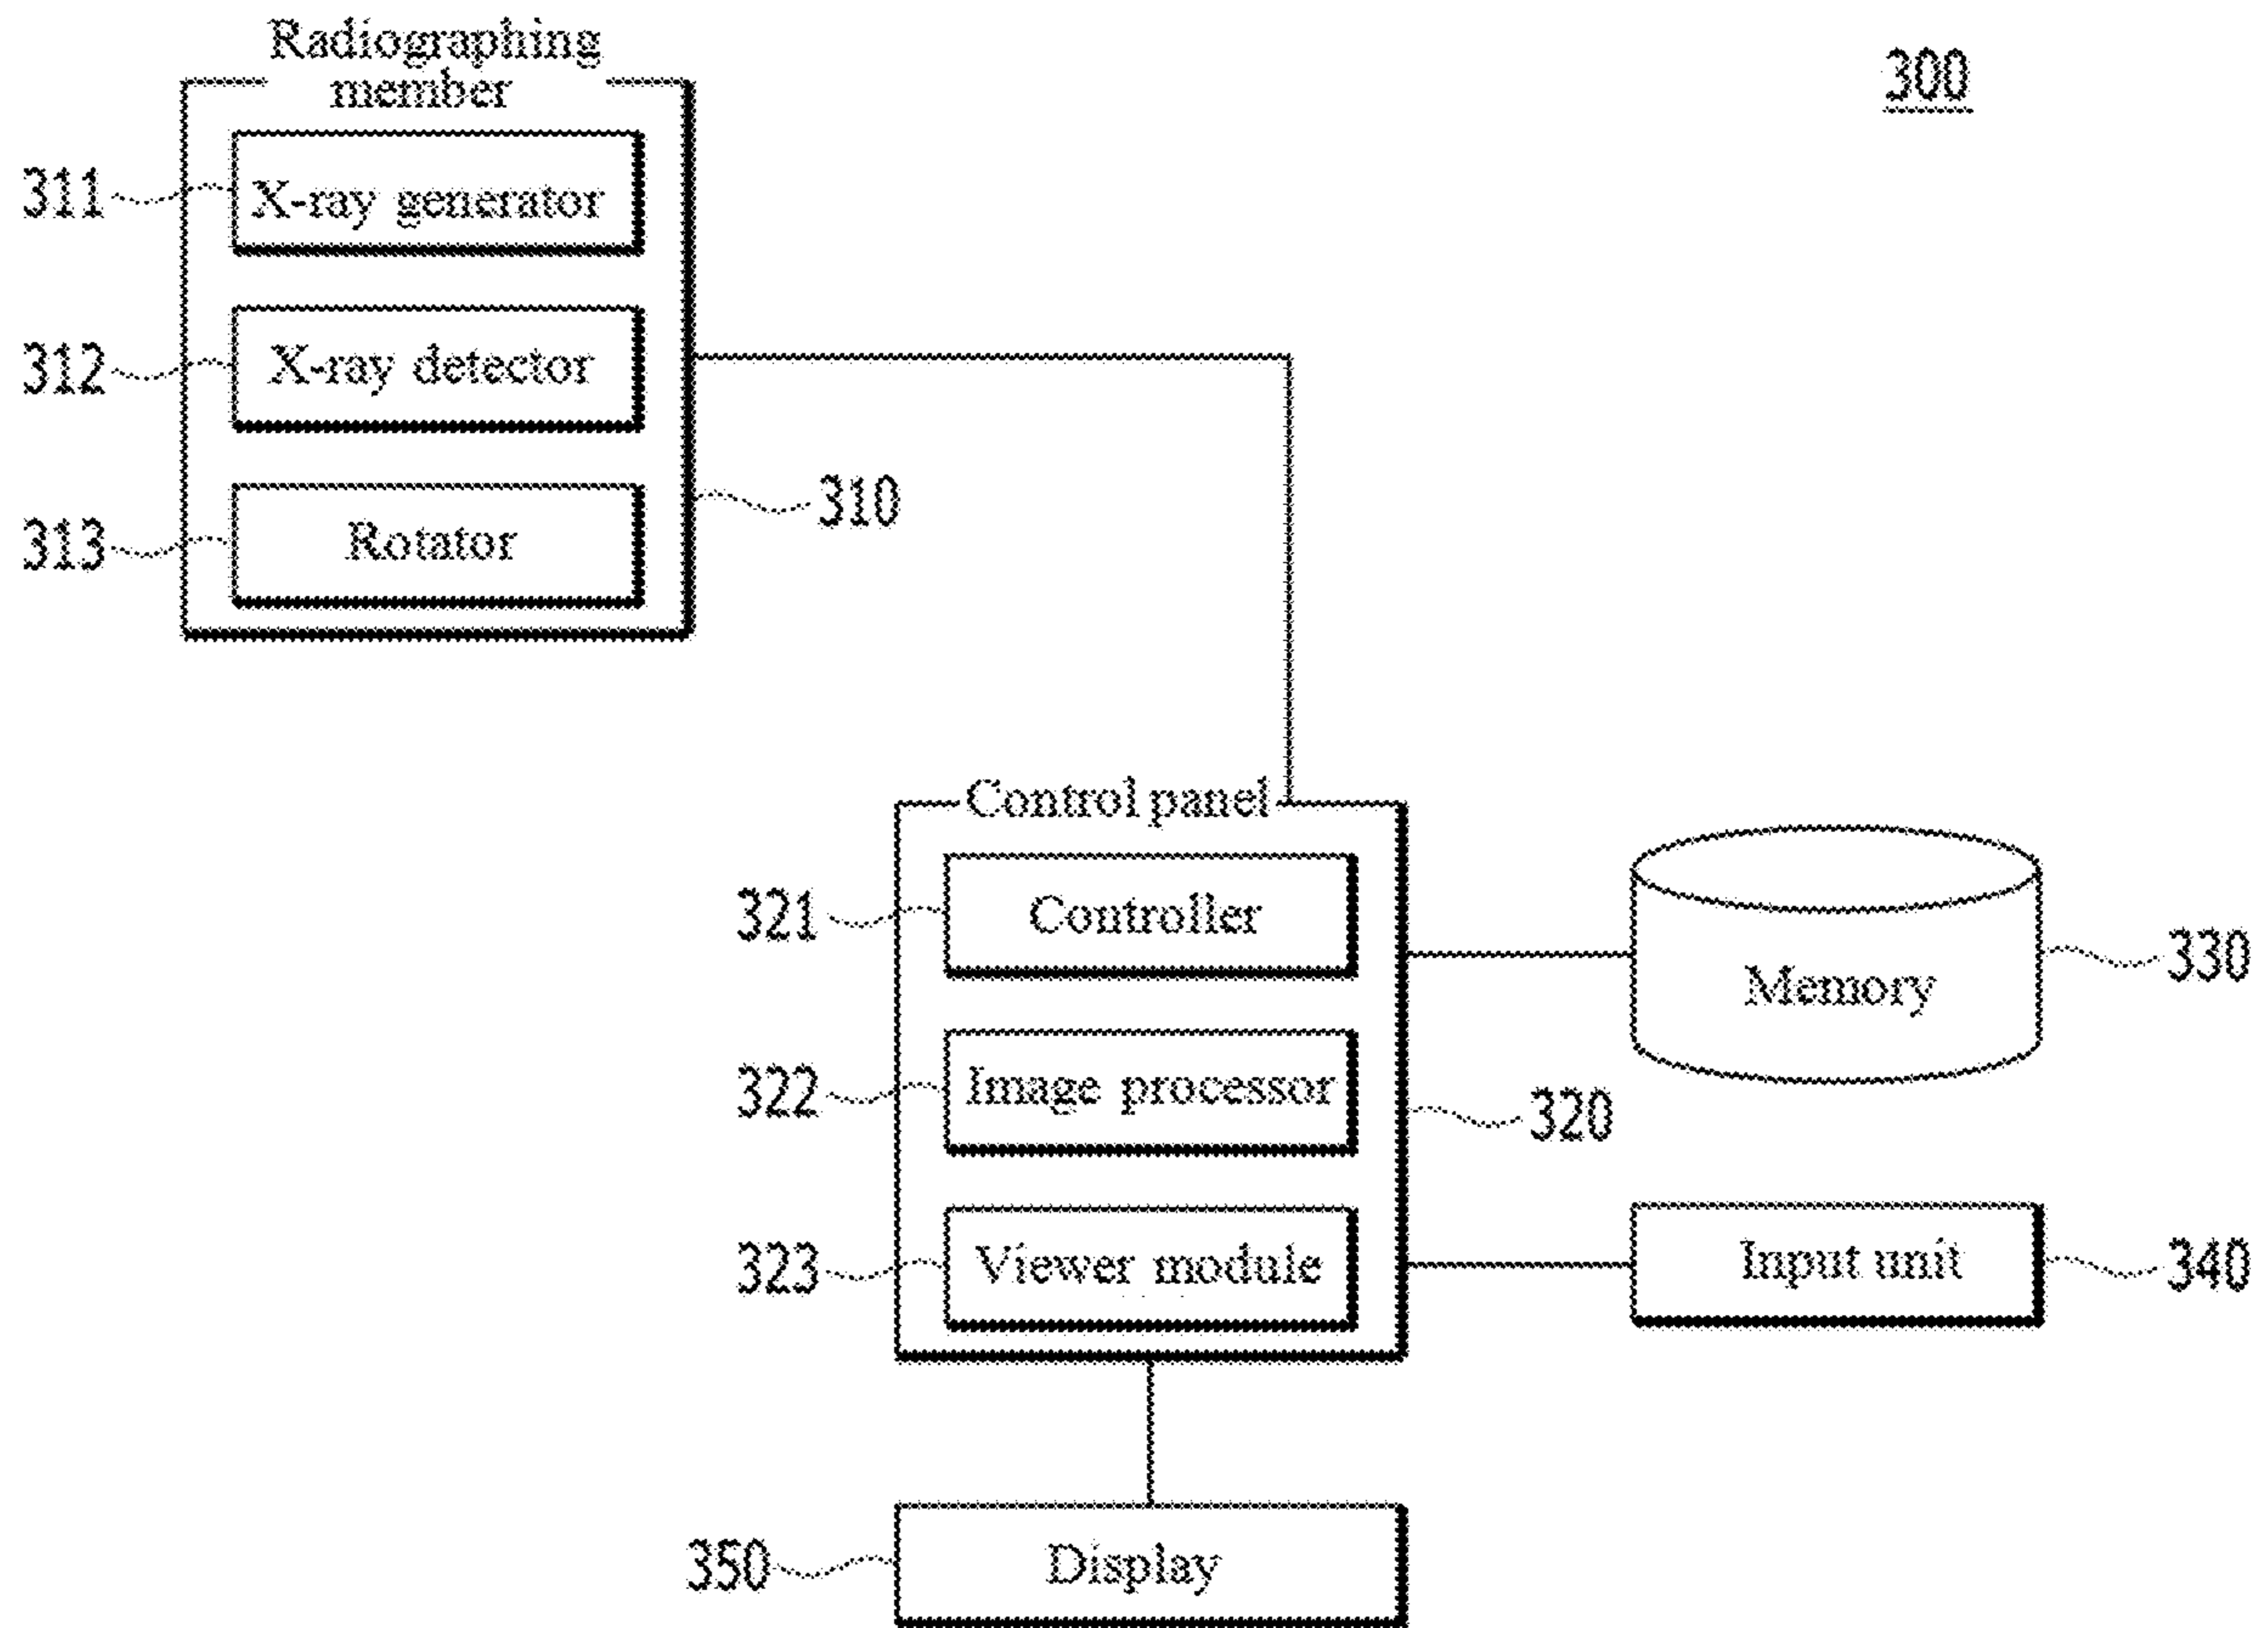 Radiographing
member
300
311
X-ray generator
312
X-ray detector
310
313
Rotator
Control panel
321
Controller
330
Memory
322
Image processor
320
323
Viewer module
Input unit
340
350
Display